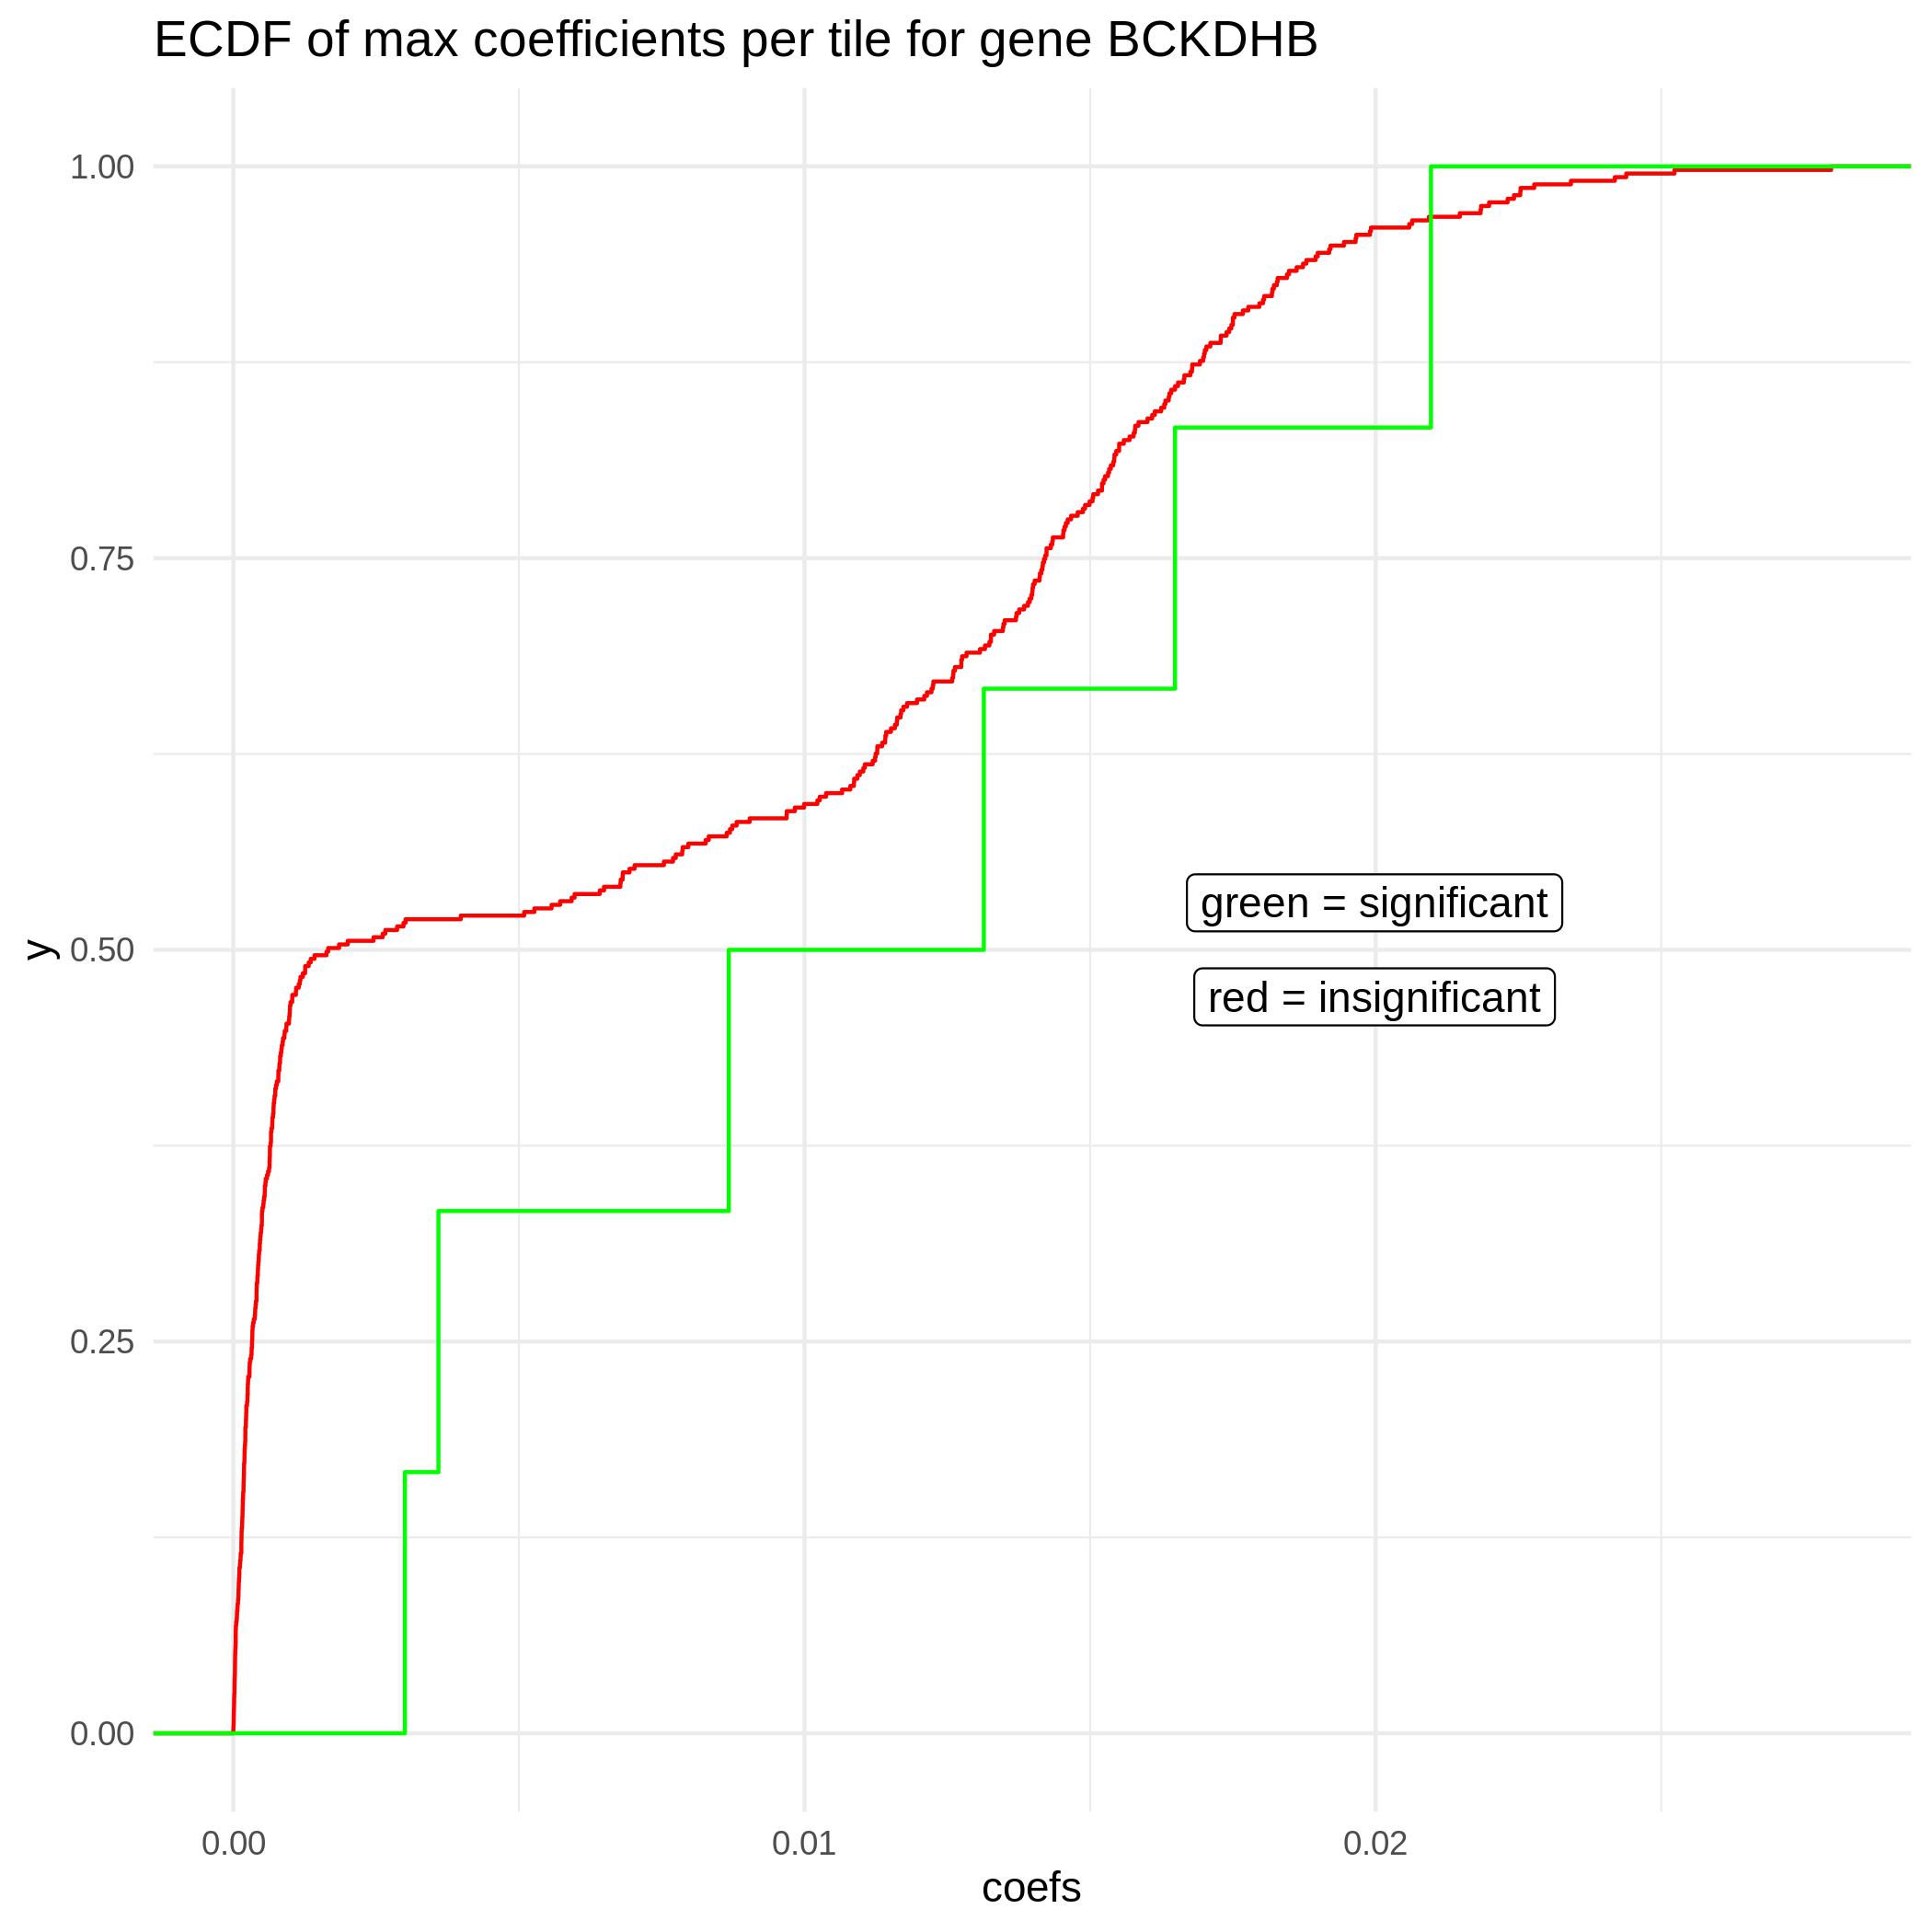 ECDF of max coefficients per tile for gene BCKDHB
1.00
0.75
0.50
0.25
0.00
y
green = significant
red = insignificant
0.00 0.01 0.02
coefs